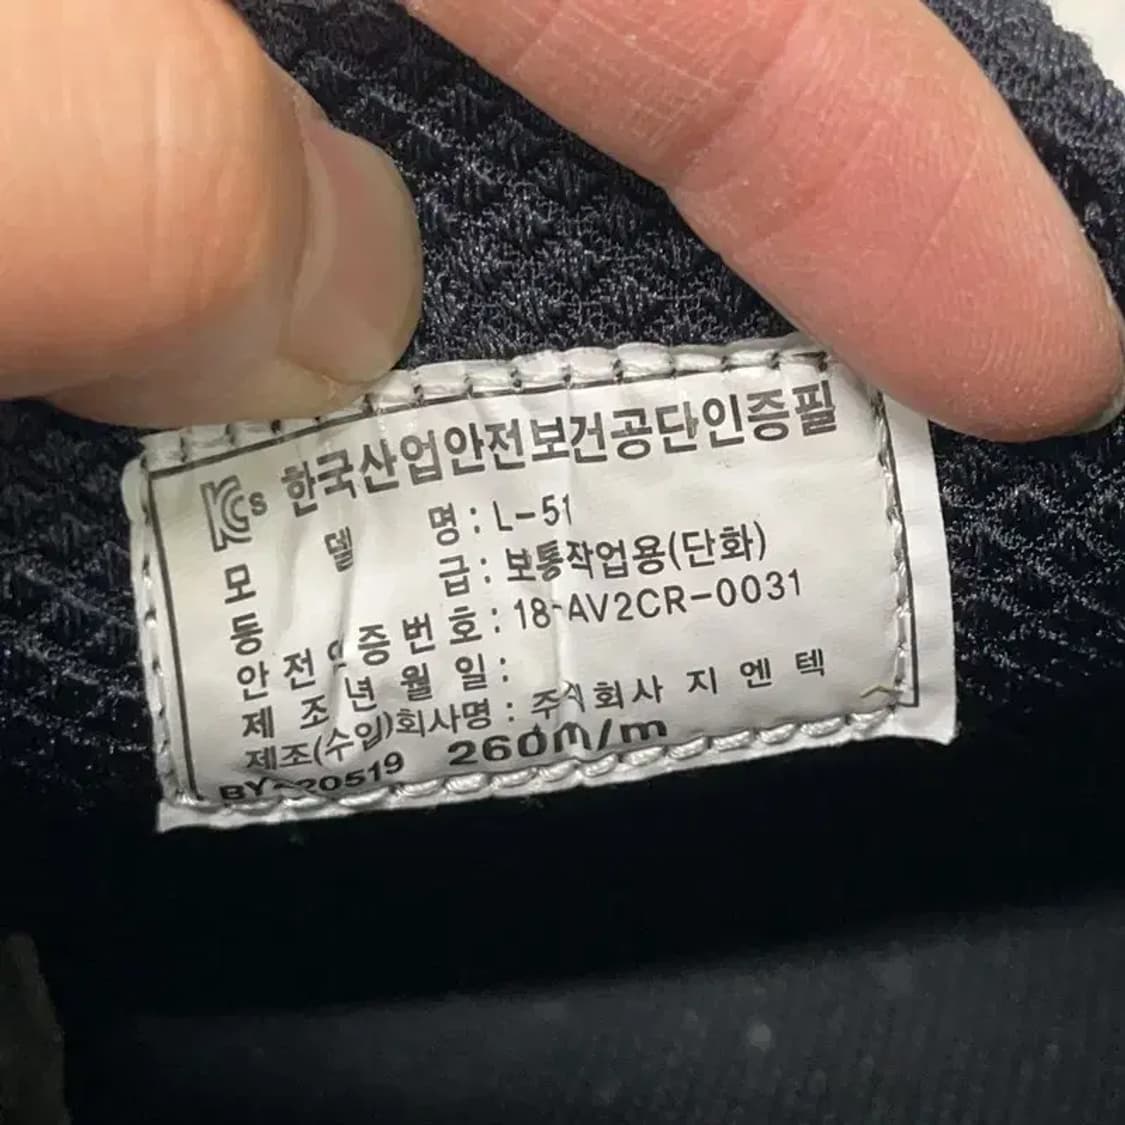 KCs 한국산업안전보건공단인증필
모 델 명 : L-51
등 급 : 보통작업용(단화)
안전인증번호 : 18-AV2CR-0031
제 조 년 월 일 :
제조(수입)회사명 : 주식회사 지 엔 텍
260m/m